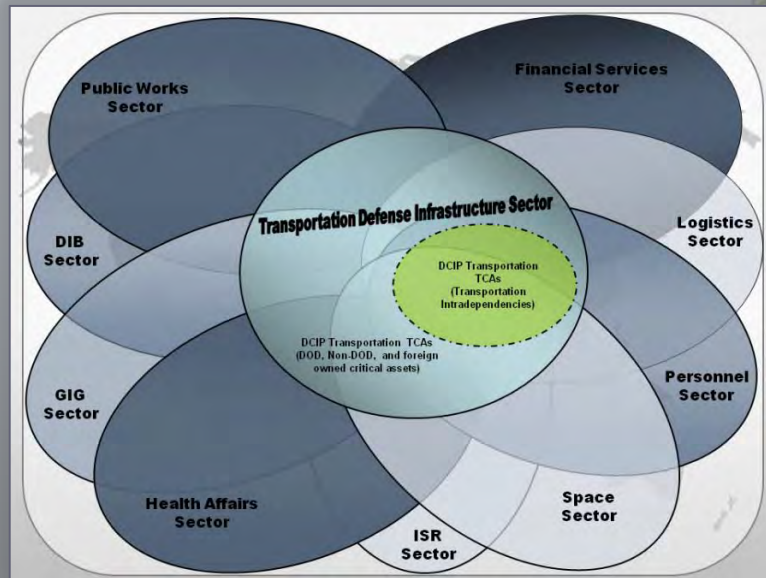 Public Works
Sector
Financial Services
Sector
Transportation Defense Infrastructure Sector
Logistics
Sector
DIB
Sector
DCIP Transportation
TCAs
(Transportation
Intradependencies)
DCIP Transportation TCAs
(DOD, Non-DOD, and foreign
owned critical assets)
Personnel
Sector
GIG
Sector
Health Affairs
Sector
Space
Sector
ISR
Sector